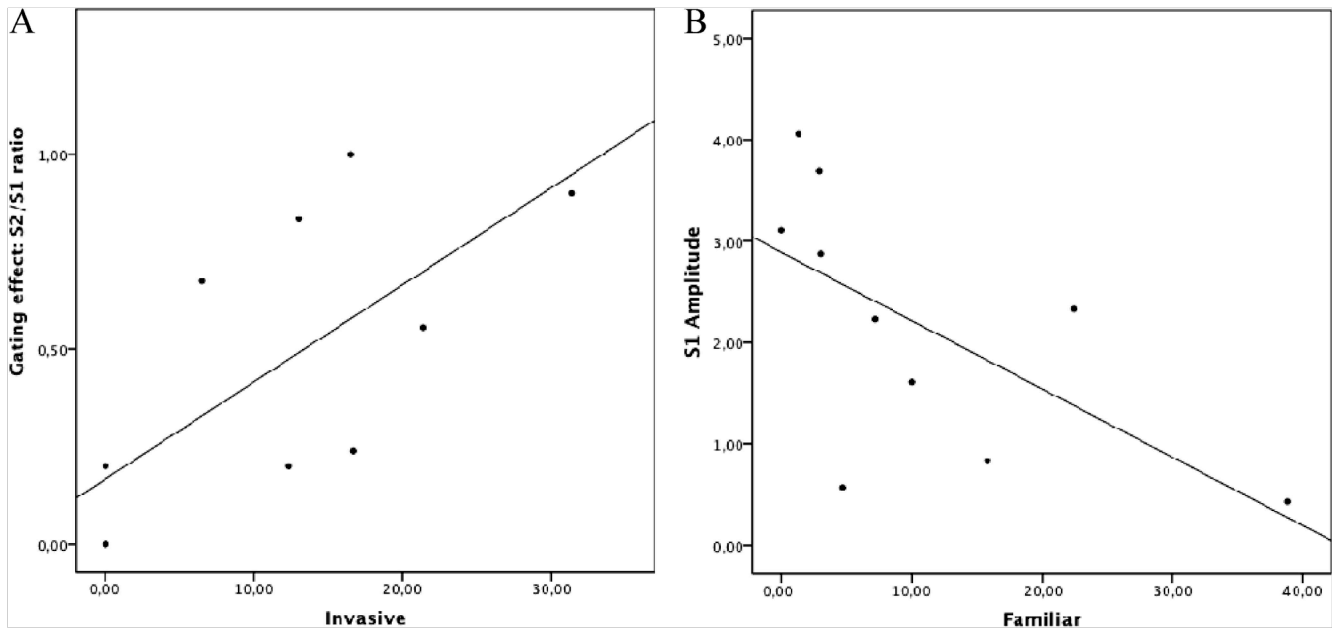 A
Gating effect: S2/S1 ratio
1,00
0,50
0,00
0,00 10,00 20,00 30,00
Invasive
B
S1 Amplitude
5,00
4,00
3,00
2,00
1,00
0,00
0,00 10,00 20,00 30,00 40,00
Familiar